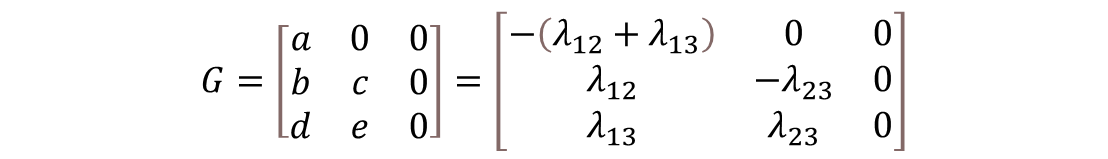 G = [a 0 0; b c 0; d e 0] = [−(λ₁₂ + λ₁₃) 0 0; λ₁₂ −λ₂₃ 0; λ₁₃ λ₂₃ 0]